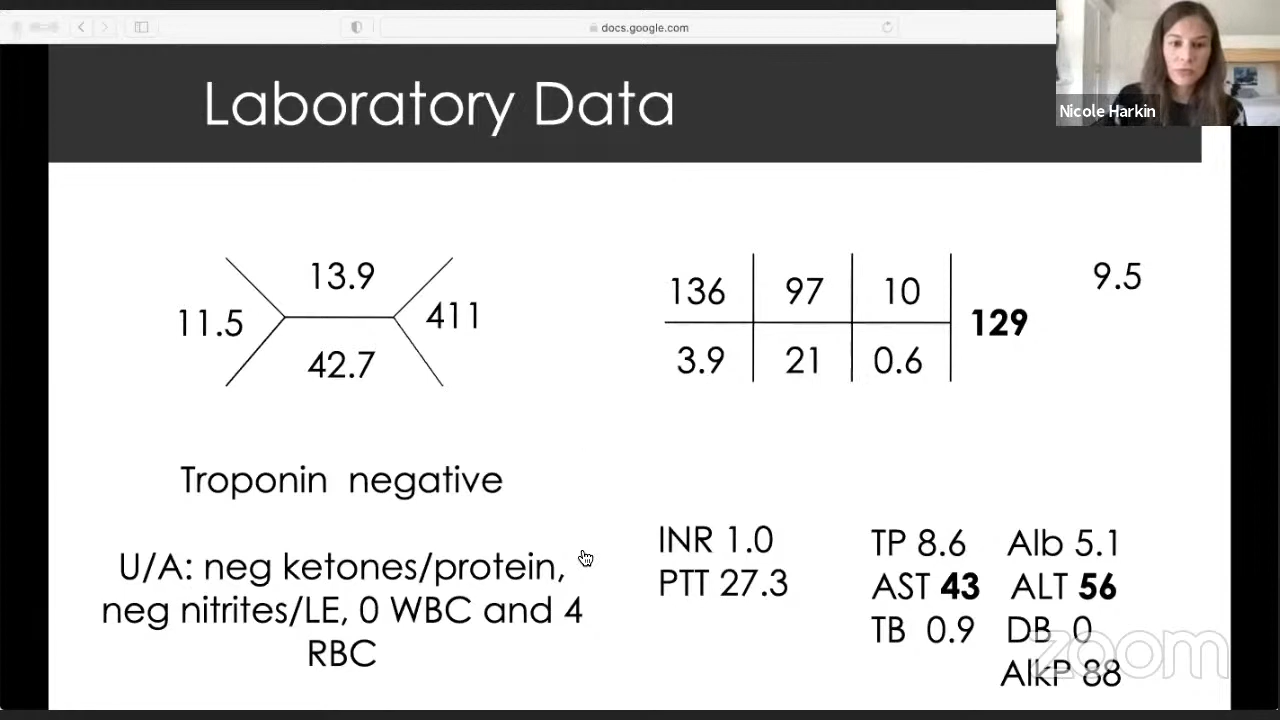 docs.google.com
Nicole Harkin
Laboratory Data
13.9
11.5
411
42.7
136 97 10
129
3.9 21 0.6
9.5
Troponin negative
U/A: neg ketones/protein,
neg nitrites/LE, 0 WBC and 4
RBC
INR 1.0
PTT 27.3
TP 8.6 Alb 5.1
AST 43 ALT 56
TB 0.9 DB 0
AlkP 88
zoom